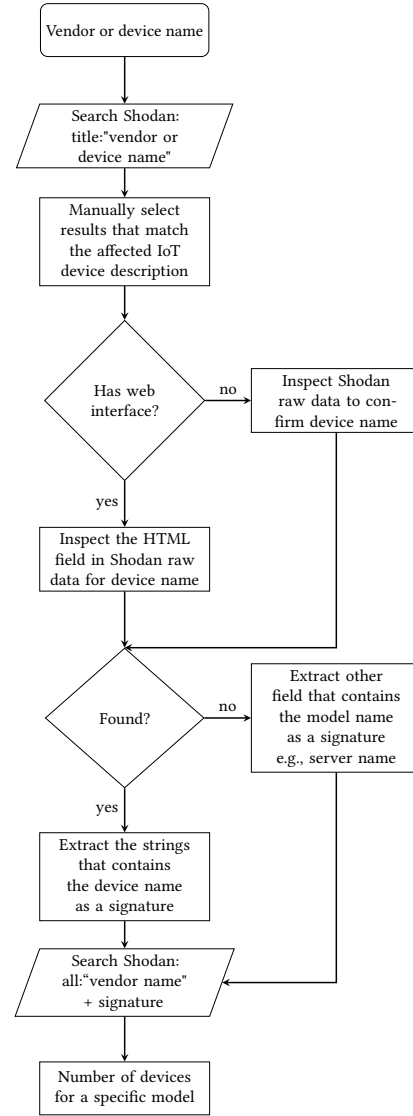 Vendor or device name
Search Shodan:
title:"vendor or
device name"
Manually select
results that match
the affected IoT
device description
Has web
interface?
no
Inspect Shodan
raw data to con-
firm device name
yes
Inspect the HTML
field in Shodan raw
data for device name
Found?
no
Extract other
field that contains
the model name
as a signature
e.g., server name
yes
Extract the strings
that contains
the device name
as a signature
Search Shodan:
all:“vendor name"
+ signature
Number of devices
for a specific model